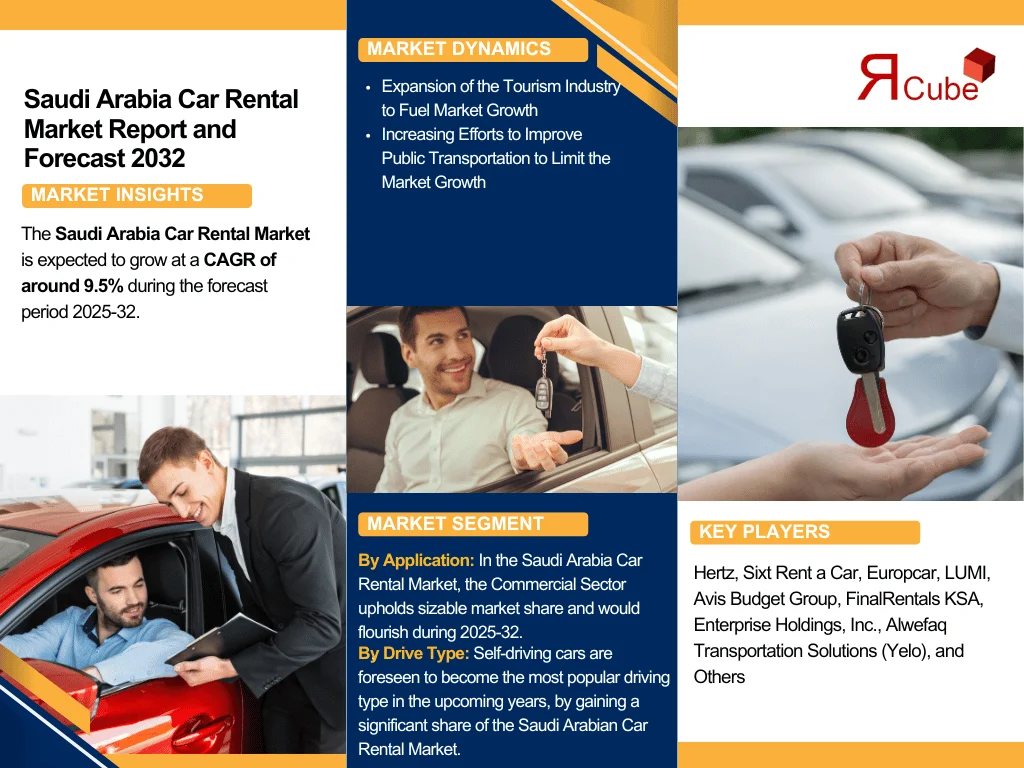 Saudi Arabia Car Rental
Market Report and
Forecast 2032
MARKET INSIGHTS
The Saudi Arabia Car Rental Market
is expected to grow at a CAGR of
around 9.5% during the forecast
period 2025-32.
MARKET DYNAMICS
• Expansion of the Tourism Industry
to Fuel Market Growth
• Increasing Efforts to Improve
Public Transportation to Limit the
Market Growth
MARKET SEGMENT
By Application: In the Saudi Arabia Car
Rental Market, the Commercial Sector
upholds sizable market share and would
flourish during 2025-32.
By Drive Type: Self-driving cars are
foreseen to become the most popular driving
type in the upcoming years, by gaining a
significant share of the Saudi Arabian Car
Rental Market.
ЯCube
KEY PLAYERS
Hertz, Sixt Rent a Car, Europcar, LUMI,
Avis Budget Group, FinalRentals KSA,
Enterprise Holdings, Inc., Alwefaq
Transportation Solutions (Yelo), and
Others